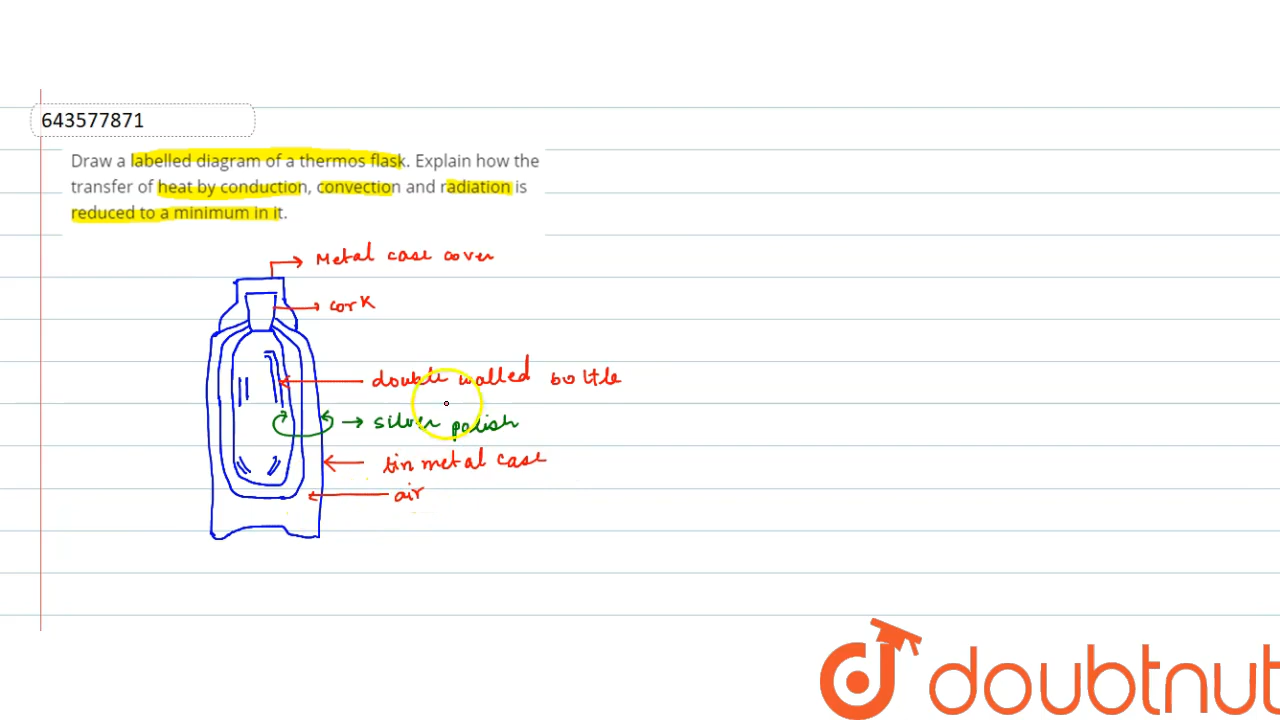 643577871
Draw a labelled diagram of a thermos flask. Explain how the
transfer of heat by conduction, convection and radiation is
reduced to a minimum in it.
Metal case cover
cork
double walled bottle
silver polish
tin metal case
air
doubtnut